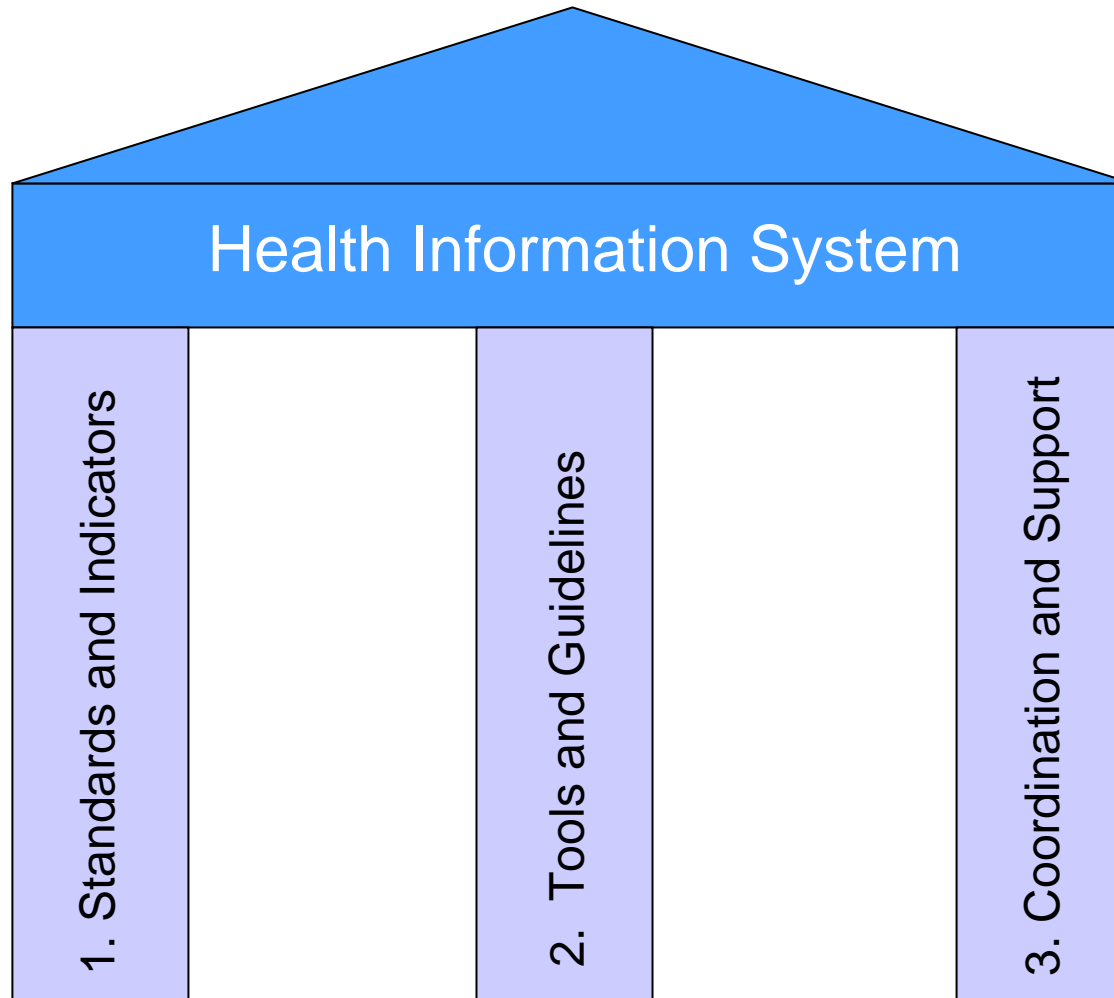 Health Information System
1. Standards and Indicators
2. Tools and Guidelines
3. Coordination and Support